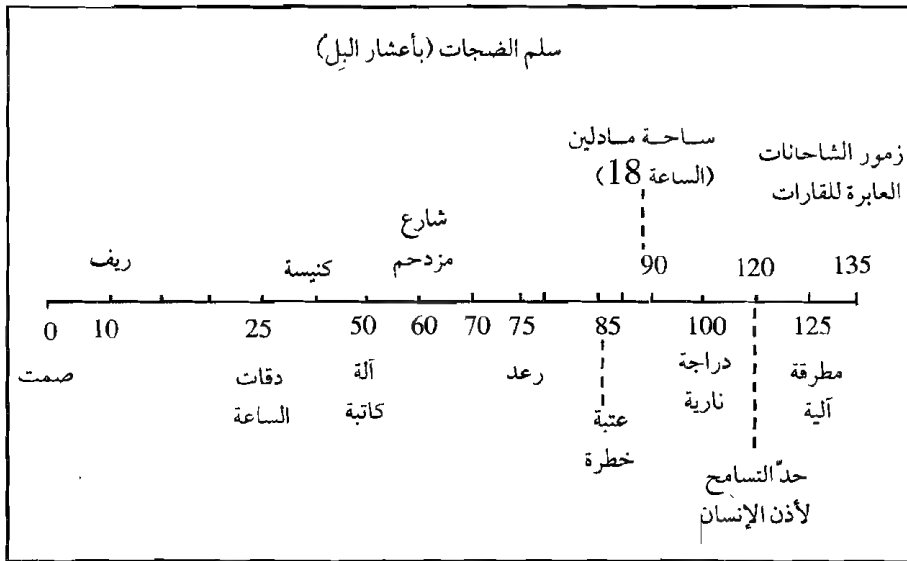 سلم الضجات (بأعشار البِل)
ساحة مادلين
(الساعة 18)
زمور الشاحانات
العابرة للقارات
شارع
مزدحم
كنيسة
ريف
90 120 135
0 10 25 50 60 70 75 85 100 125
صمت
دقات
الساعة
آلة
كاتبة
رعد
عتبة
خطرة
دراجة
نارية
مطرقة
آلية
حدّ التسامح
لأذن الإنسان